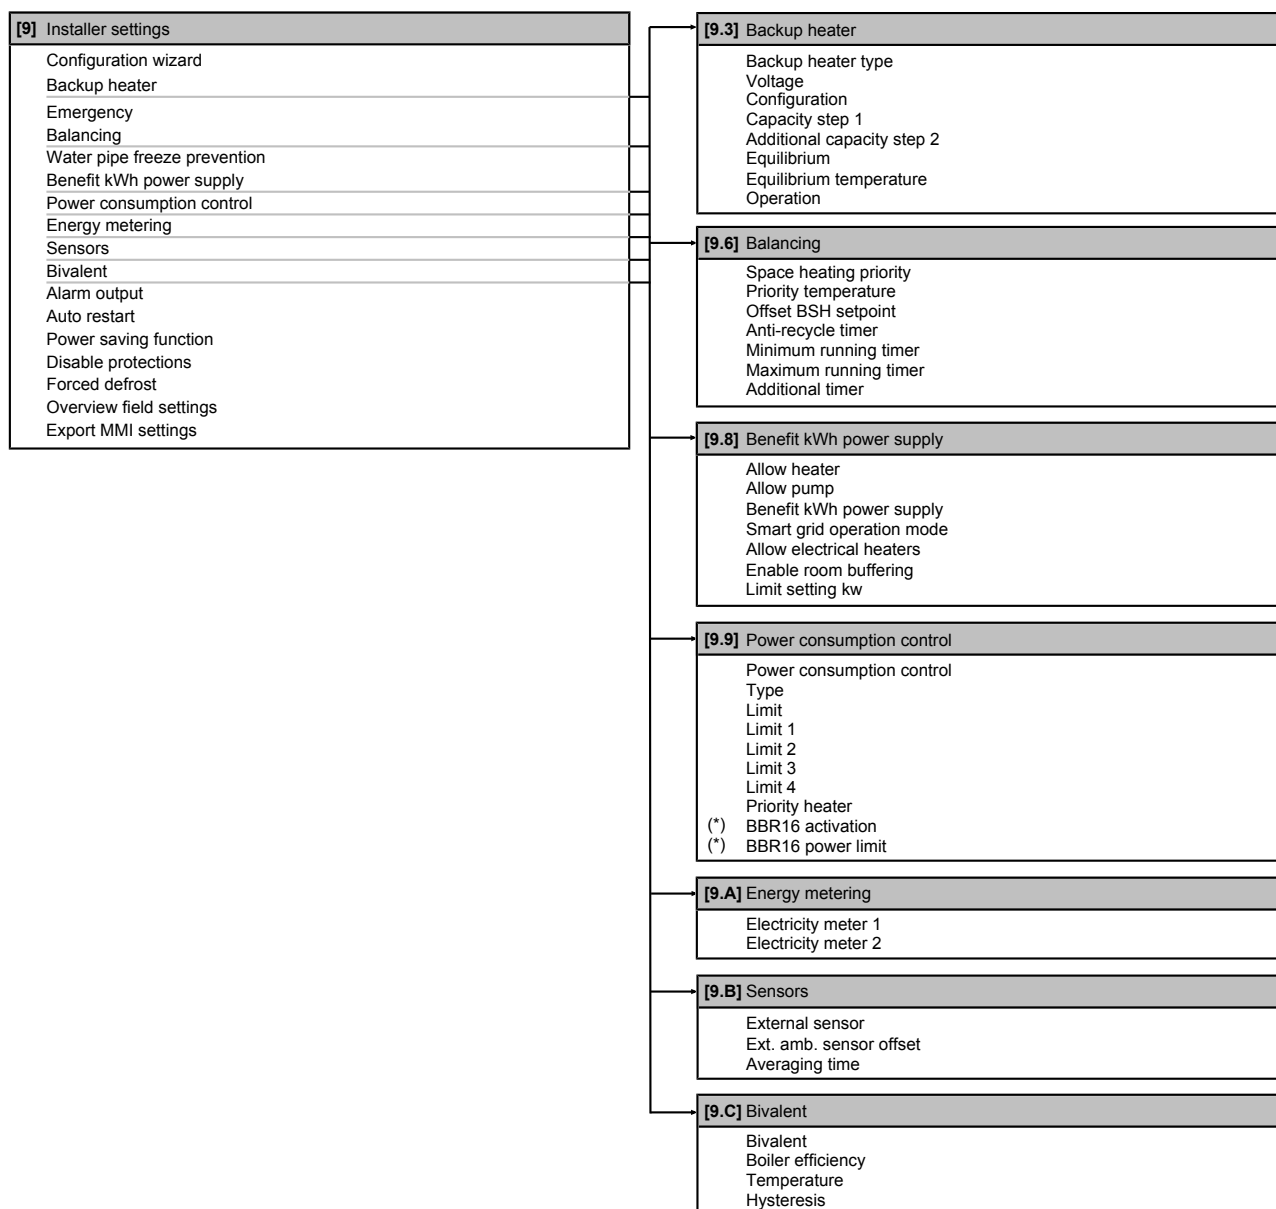 [9] Installer settings
Configuration wizard
Backup heater
Emergency
Balancing
Water pipe freeze prevention
Benefit kWh power supply
Power consumption control
Energy metering
Sensors
Bivalent
Alarm output
Auto restart
Power saving function
Disable protections
Forced defrost
Overview field settings
Export MMI settings
[9.3] Backup heater
Backup heater type
Voltage
Configuration
Capacity step 1
Additional capacity step 2
Equilibrium
Equilibrium temperature
Operation
[9.6] Balancing
Space heating priority
Priority temperature
Offset BSH setpoint
Anti-recycle timer
Minimum running timer
Maximum running timer
Additional timer
[9.8] Benefit kWh power supply
Allow heater
Allow pump
Benefit kWh power supply
Smart grid operation mode
Allow electrical heaters
Enable room buffering
Limit setting kw
[9.9] Power consumption control
Power consumption control
Type
Limit
Limit 1
Limit 2
Limit 3
Limit 4
Priority heater
(*) BBR16 activation
(*) BBR16 power limit
[9.A] Energy metering
Electricity meter 1
Electricity meter 2
[9.B] Sensors
External sensor
Ext. amb. sensor offset
Averaging time
[9.C] Bivalent
Bivalent
Boiler efficiency
Temperature
Hysteresis